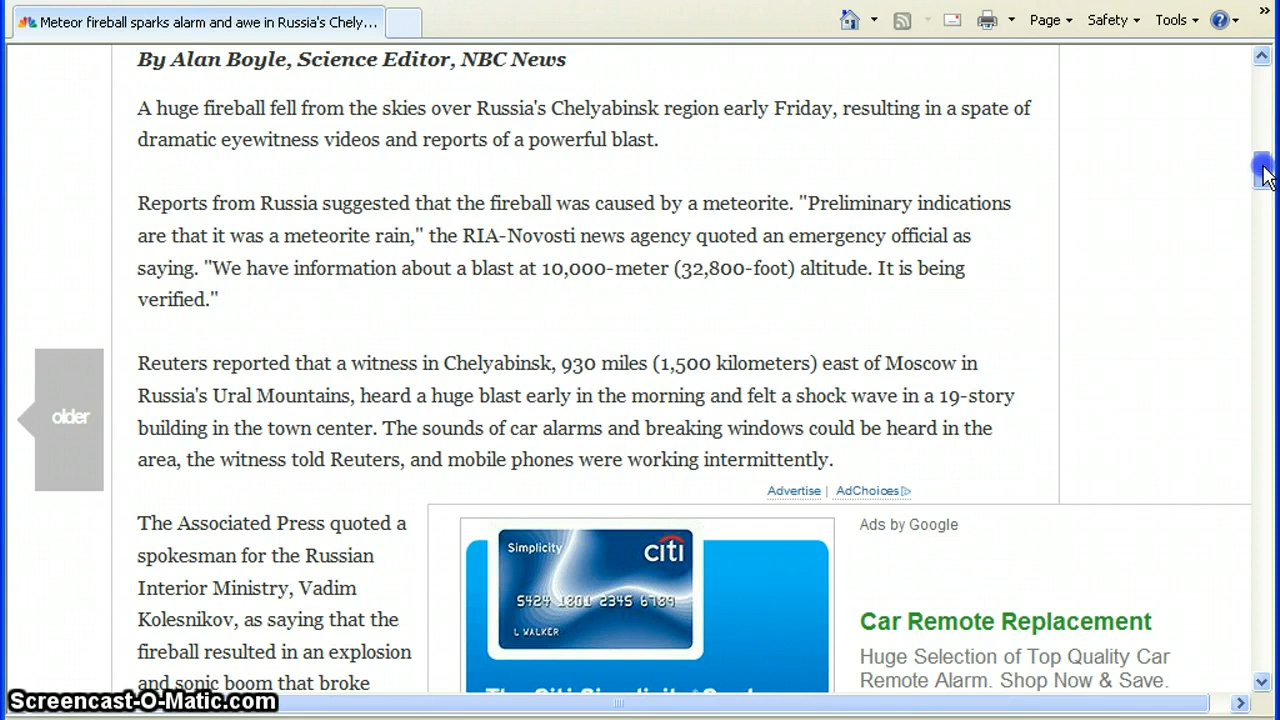 Meteor fireball sparks alarm and awe in Russia's Chely...
Page
Safety
Tools
By Alan Boyle, Science Editor, NBC News
A huge fireball fell from the skies over Russia's Chelyabinsk region early Friday, resulting in a spate of
dramatic eyewitness videos and reports of a powerful blast.
Reports from Russia suggested that the fireball was caused by a meteorite. "Preliminary indications
are that it was a meteorite rain," the RIA-Novosti news agency quoted an emergency official as
saying. "We have information about a blast at 10,000-meter (32,800-foot) altitude. It is being
verified."
Reuters reported that a witness in Chelyabinsk, 930 miles (1,500 kilometers) east of Moscow in
Russia's Ural Mountains, heard a huge blast early in the morning and felt a shock wave in a 19-story
building in the town center. The sounds of car alarms and breaking windows could be heard in the
area, the witness told Reuters, and mobile phones were working intermittently.
older
Advertise | AdChoices
The Associated Press quoted a
spokesman for the Russian
Interior Ministry, Vadim
Kolesnikov, as saying that the
fireball resulted in an explosion
and sonic boom that broke
Simplicity
citi
5424 1801 2345 6789
L WALKER
The Citi Simplicity Card
Ads by Google
Car Remote Replacement
Huge Selection of Top Quality Car
Remote Alarm. Shop Now & Save.
Screencast-O-Matic.com